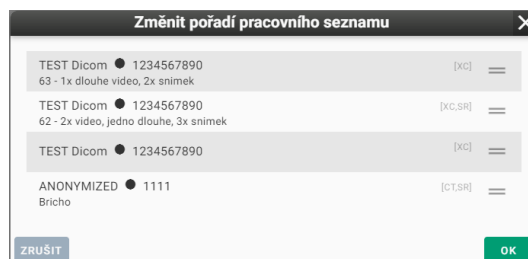 Změnit pořadí pracovního seznamu
TEST Dicom ● 1234567890 [XC]
63 - 1x dlouhe video, 2x snimek
TEST Dicom ● 1234567890 [XC,SR]
62 - 2x video, jedno dlouhe, 3x snimek
TEST Dicom ● 1234567890 [XC]
ANONYMIZED ● 1111 [CT,SR]
Bricho
ZRUŠIT OK